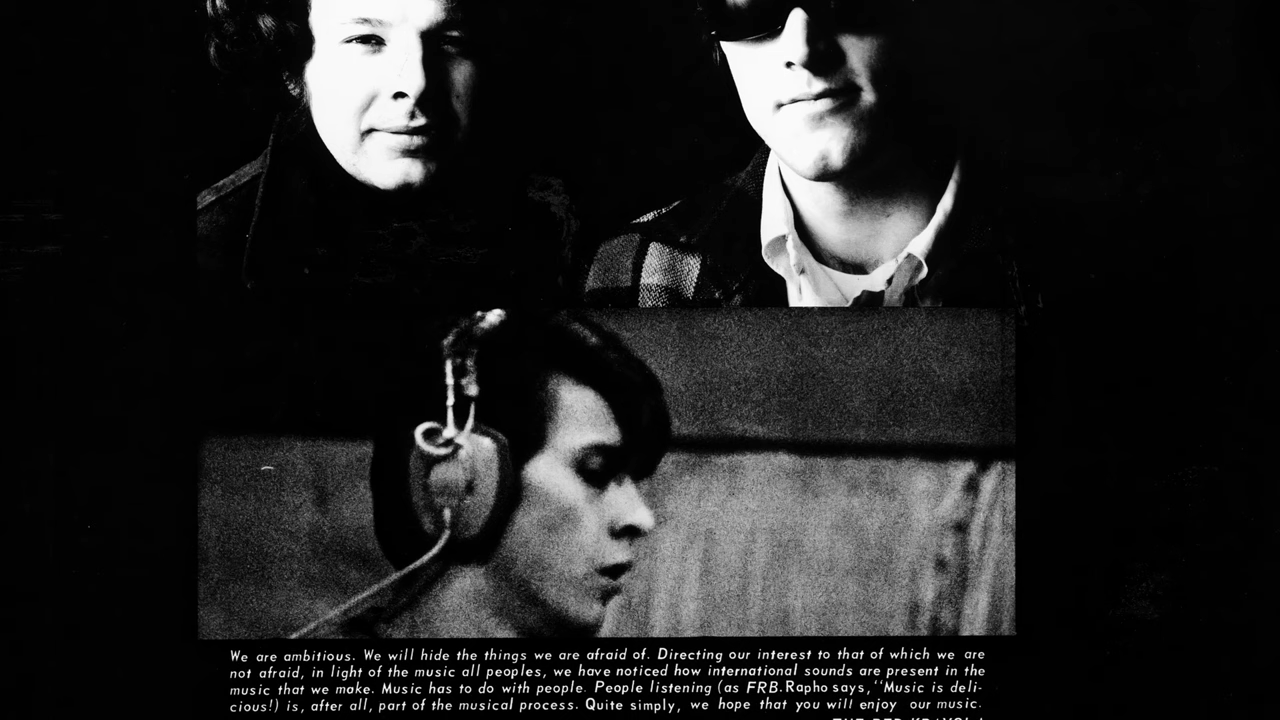 We are ambitious. We will hide the things we are afraid of. Directing our interest to that of which we are
not afraid, in light of the music all peoples, we have noticed how international sounds are present in the
music that we make. Music has to do with people. People listening (as FRB.Rapho says, "Music is deli-
cious!) is, after all, part of the musical process. Quite simply, we hope that you will enjoy our music.